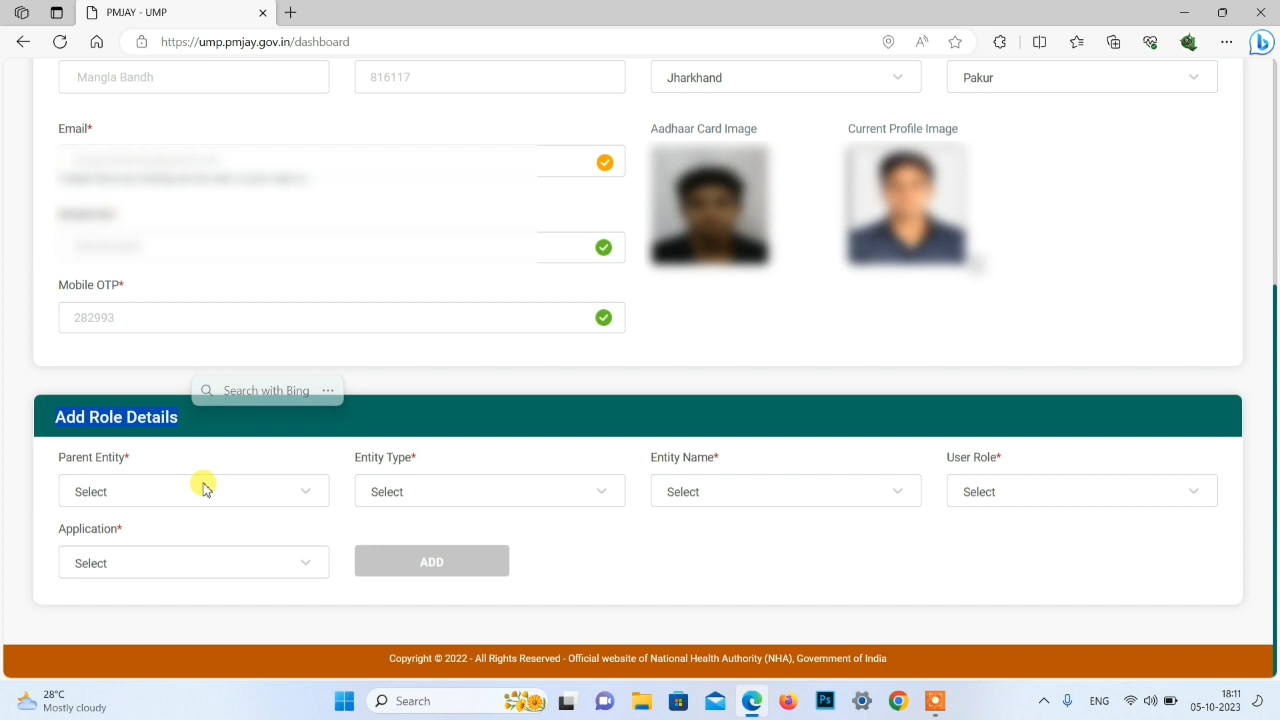 PMJAY - UMP
https://ump.pmjay.gov.in/dashboard
Mangla Bandh
816117
Jharkhand
Pakur
Email*
Aadhaar Card Image
Current Profile Image
Mobile OTP*
282993
Search with Bing
Add Role Details
Parent Entity*
Entity Type*
Entity Name*
User Role*
Select
Select
Select
Select
Application*
Select
ADD
Copyright © 2022 - All Rights Reserved - Official website of National Health Authority (NHA), Government of India
28°C
Mostly cloudy
Search
Ps
ENG
18:11
05-10-2023